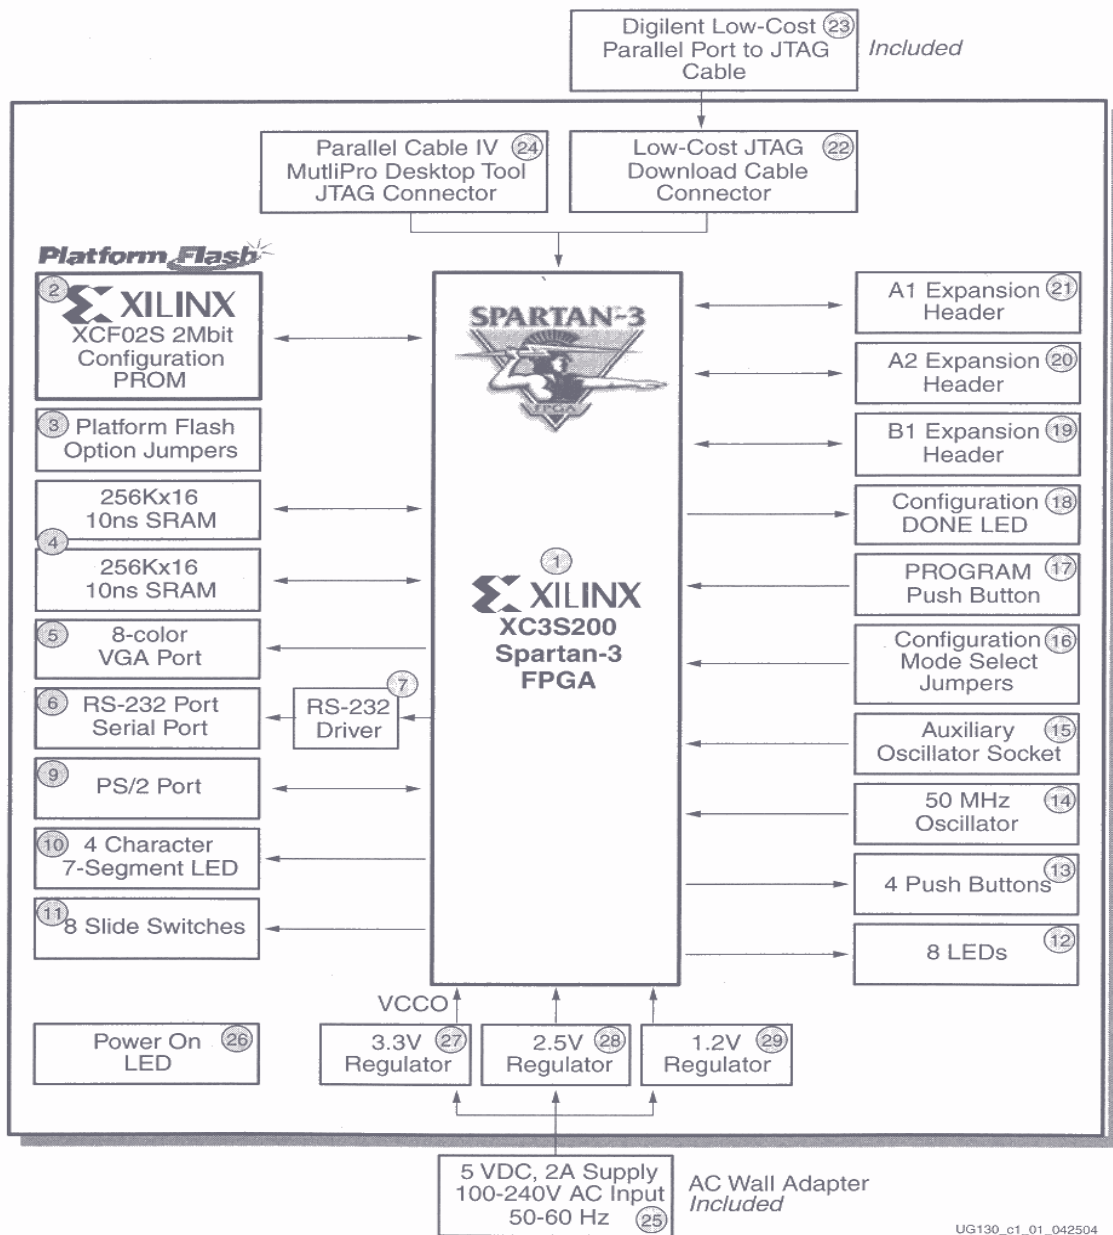 Digilent Low-Cost 23
Parallel Port to JTAG
Cable
Included
Parallel Cable IV 24
MutliPro Desktop Tool
JTAG Connector
Low-Cost JTAG 22
Download Cable
Connector
Platform Flash
2
XILINX
XCF02S 2Mbit
Configuration
PROM
3 Platform Flash
Option Jumpers
256Kx16
10ns SRAM
4
256Kx16
10ns SRAM
5 8-color
VGA Port
6 RS-232 Port
Serial Port
7
RS-232
Driver
9
PS/2 Port
10 4 Character
7-Segment LED
11
8 Slide Switches
SPARTAN-3
FPGA
1
XILINX
XC3S200
Spartan-3
FPGA
A1 Expansion 21
Header
A2 Expansion 20
Header
B1 Expansion 19
Header
Configuration 18
DONE LED
PROGRAM 17
Push Button
Configuration 16
Mode Select
Jumpers
Auxiliary 15
Oscillator Socket
50 MHz 14
Oscillator
13
4 Push Buttons
12
8 LEDs
VCCO
Power On 26
LED
3.3V 27
Regulator
2.5V 28
Regulator
1.2V 29
Regulator
5 VDC, 2A Supply
100-240V AC Input
50-60 Hz 25
AC Wall Adapter
Included
UG130_c1_01_042504